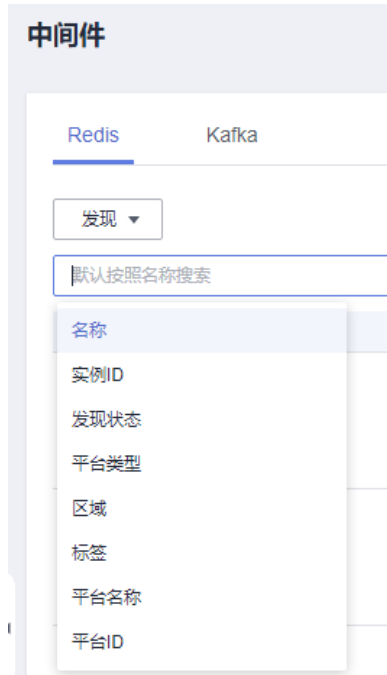 中间件
Redis Kafka
发现
默认按照名称搜索
名称
实例ID
发现状态
平台类型
区域
标签
平台名称
平台ID